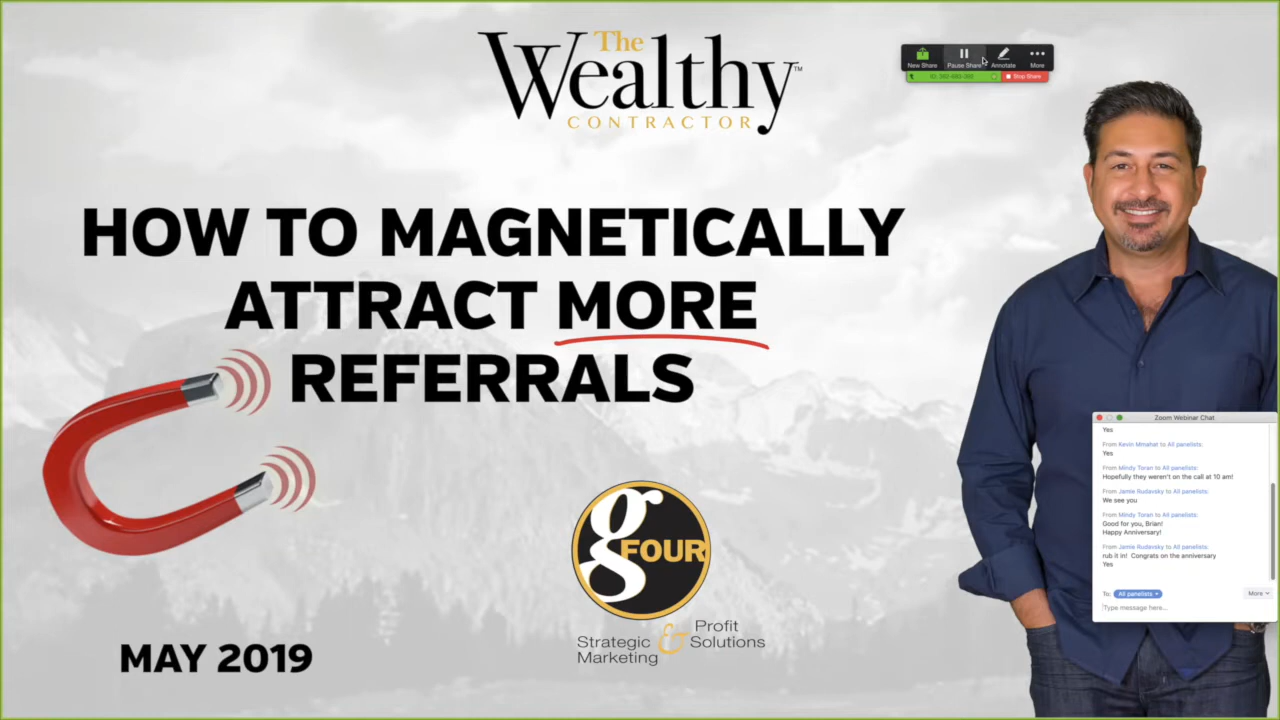 The
Wealthy™
CONTRACTOR
New Share
Pause Share
Annotate
More
Stop Share
HOW TO MAGNETICALLY
ATTRACT MORE
REFERRALS
gFOUR
Strategic & Profit
Marketing Solutions
MAY 2019
Zoom Webinar Chat
Yes
From Kevin Minahar to All panelists:
Yes
From Mindy Toran to All panelists:
Hopefully they weren't on the call at 10 am!
From Jamie Rudavsky to All panelists:
We see you
From Mindy Toran to All panelists:
Good for you, Brian!
Happy Anniversary!
From Jamie Rudavsky to All panelists:
rub it in! Congrats on the anniversary
Yes
To: All panelists
More
Type message here...